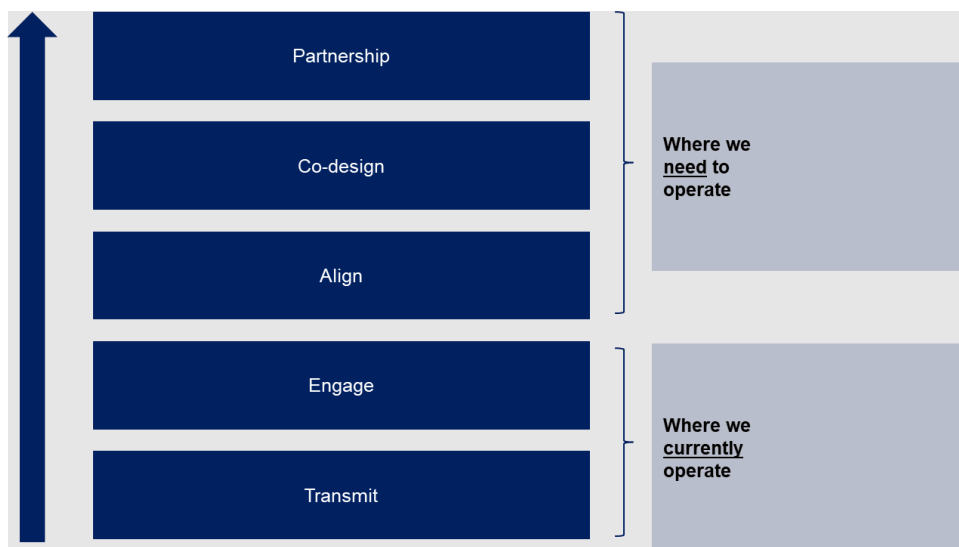 Partnership
Co-design
Align
Where we
need to
operate
Engage
Transmit
Where we
currently
operate